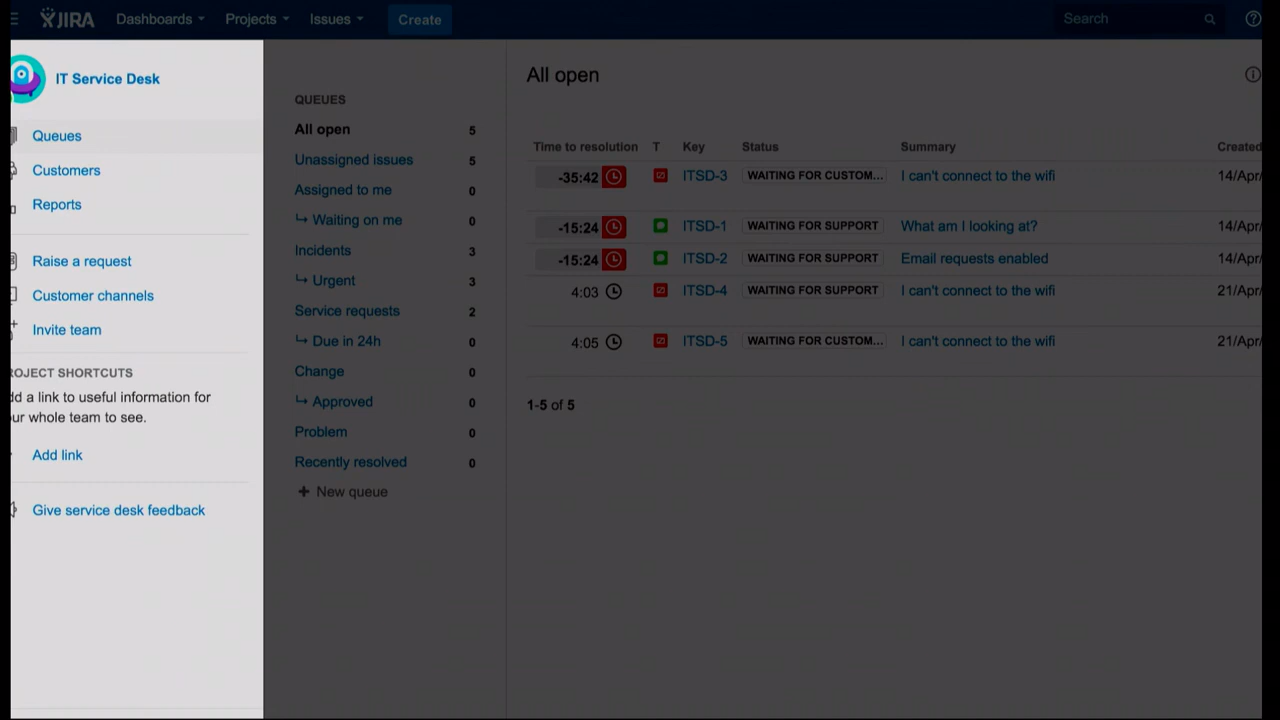 JIRA Dashboards Projects Issues Create Search
IT Service Desk
Queues
Customers
Reports
Raise a request
Customer channels
Invite team
ROJECT SHORTCUTS
dd a link to useful information for
ur whole team to see.
Add link
Give service desk feedback
QUEUES
All open 5
Unassigned issues 5
Assigned to me 0
Waiting on me 0
Incidents 3
Urgent 3
Service requests 2
Due in 24h 0
Change 0
Approved 0
Problem 0
Recently resolved 0
+ New queue
All open
Time to resolution T Key Status Summary Created
-35:42 ITSD-3 WAITING FOR CUSTOM... I can't connect to the wifi 14/Apr/
-15:24 ITSD-1 WAITING FOR SUPPORT What am I looking at? 14/Apr/
-15:24 ITSD-2 WAITING FOR SUPPORT Email requests enabled 14/Apr/
4:03 ITSD-4 WAITING FOR SUPPORT I can't connect to the wifi 21/Apr/
4:05 ITSD-5 WAITING FOR CUSTOM... I can't connect to the wifi 21/Apr/
1-5 of 5